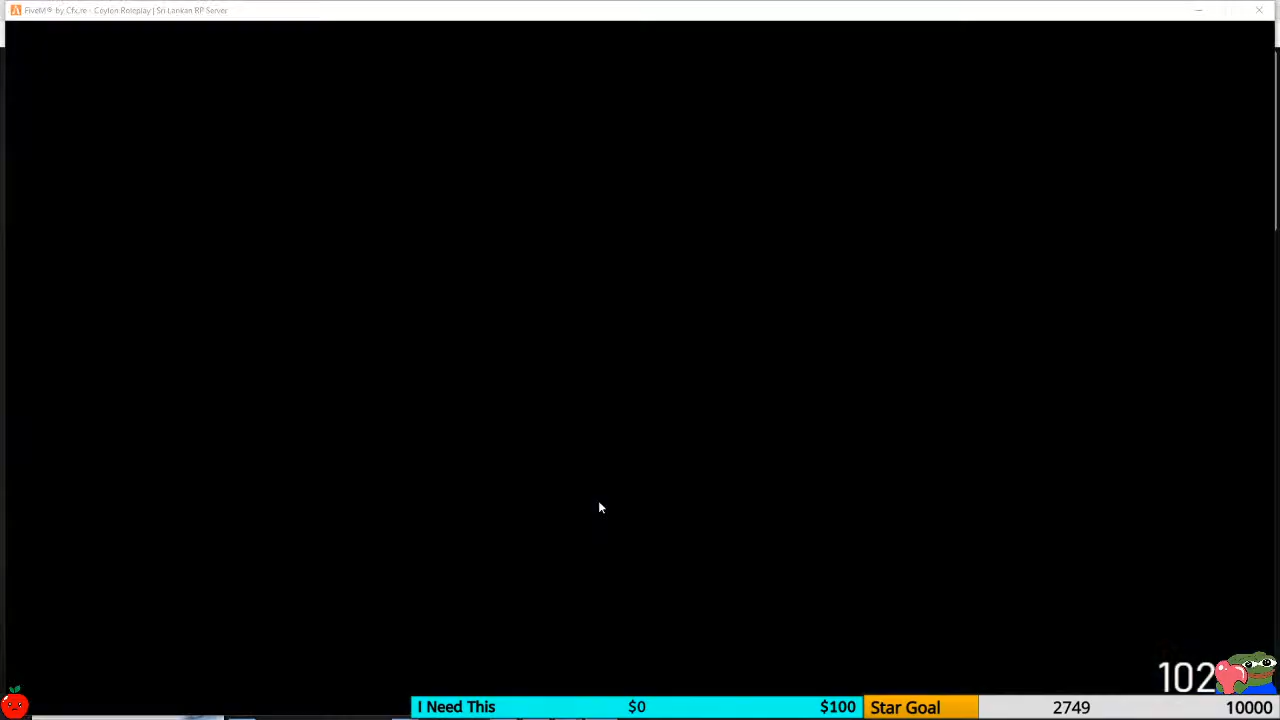 FiveM® by Cfx.re - Ceylon Roleplay | Sri Lankan RP Server
102
I Need This $0 $100 Star Goal 2749 10000